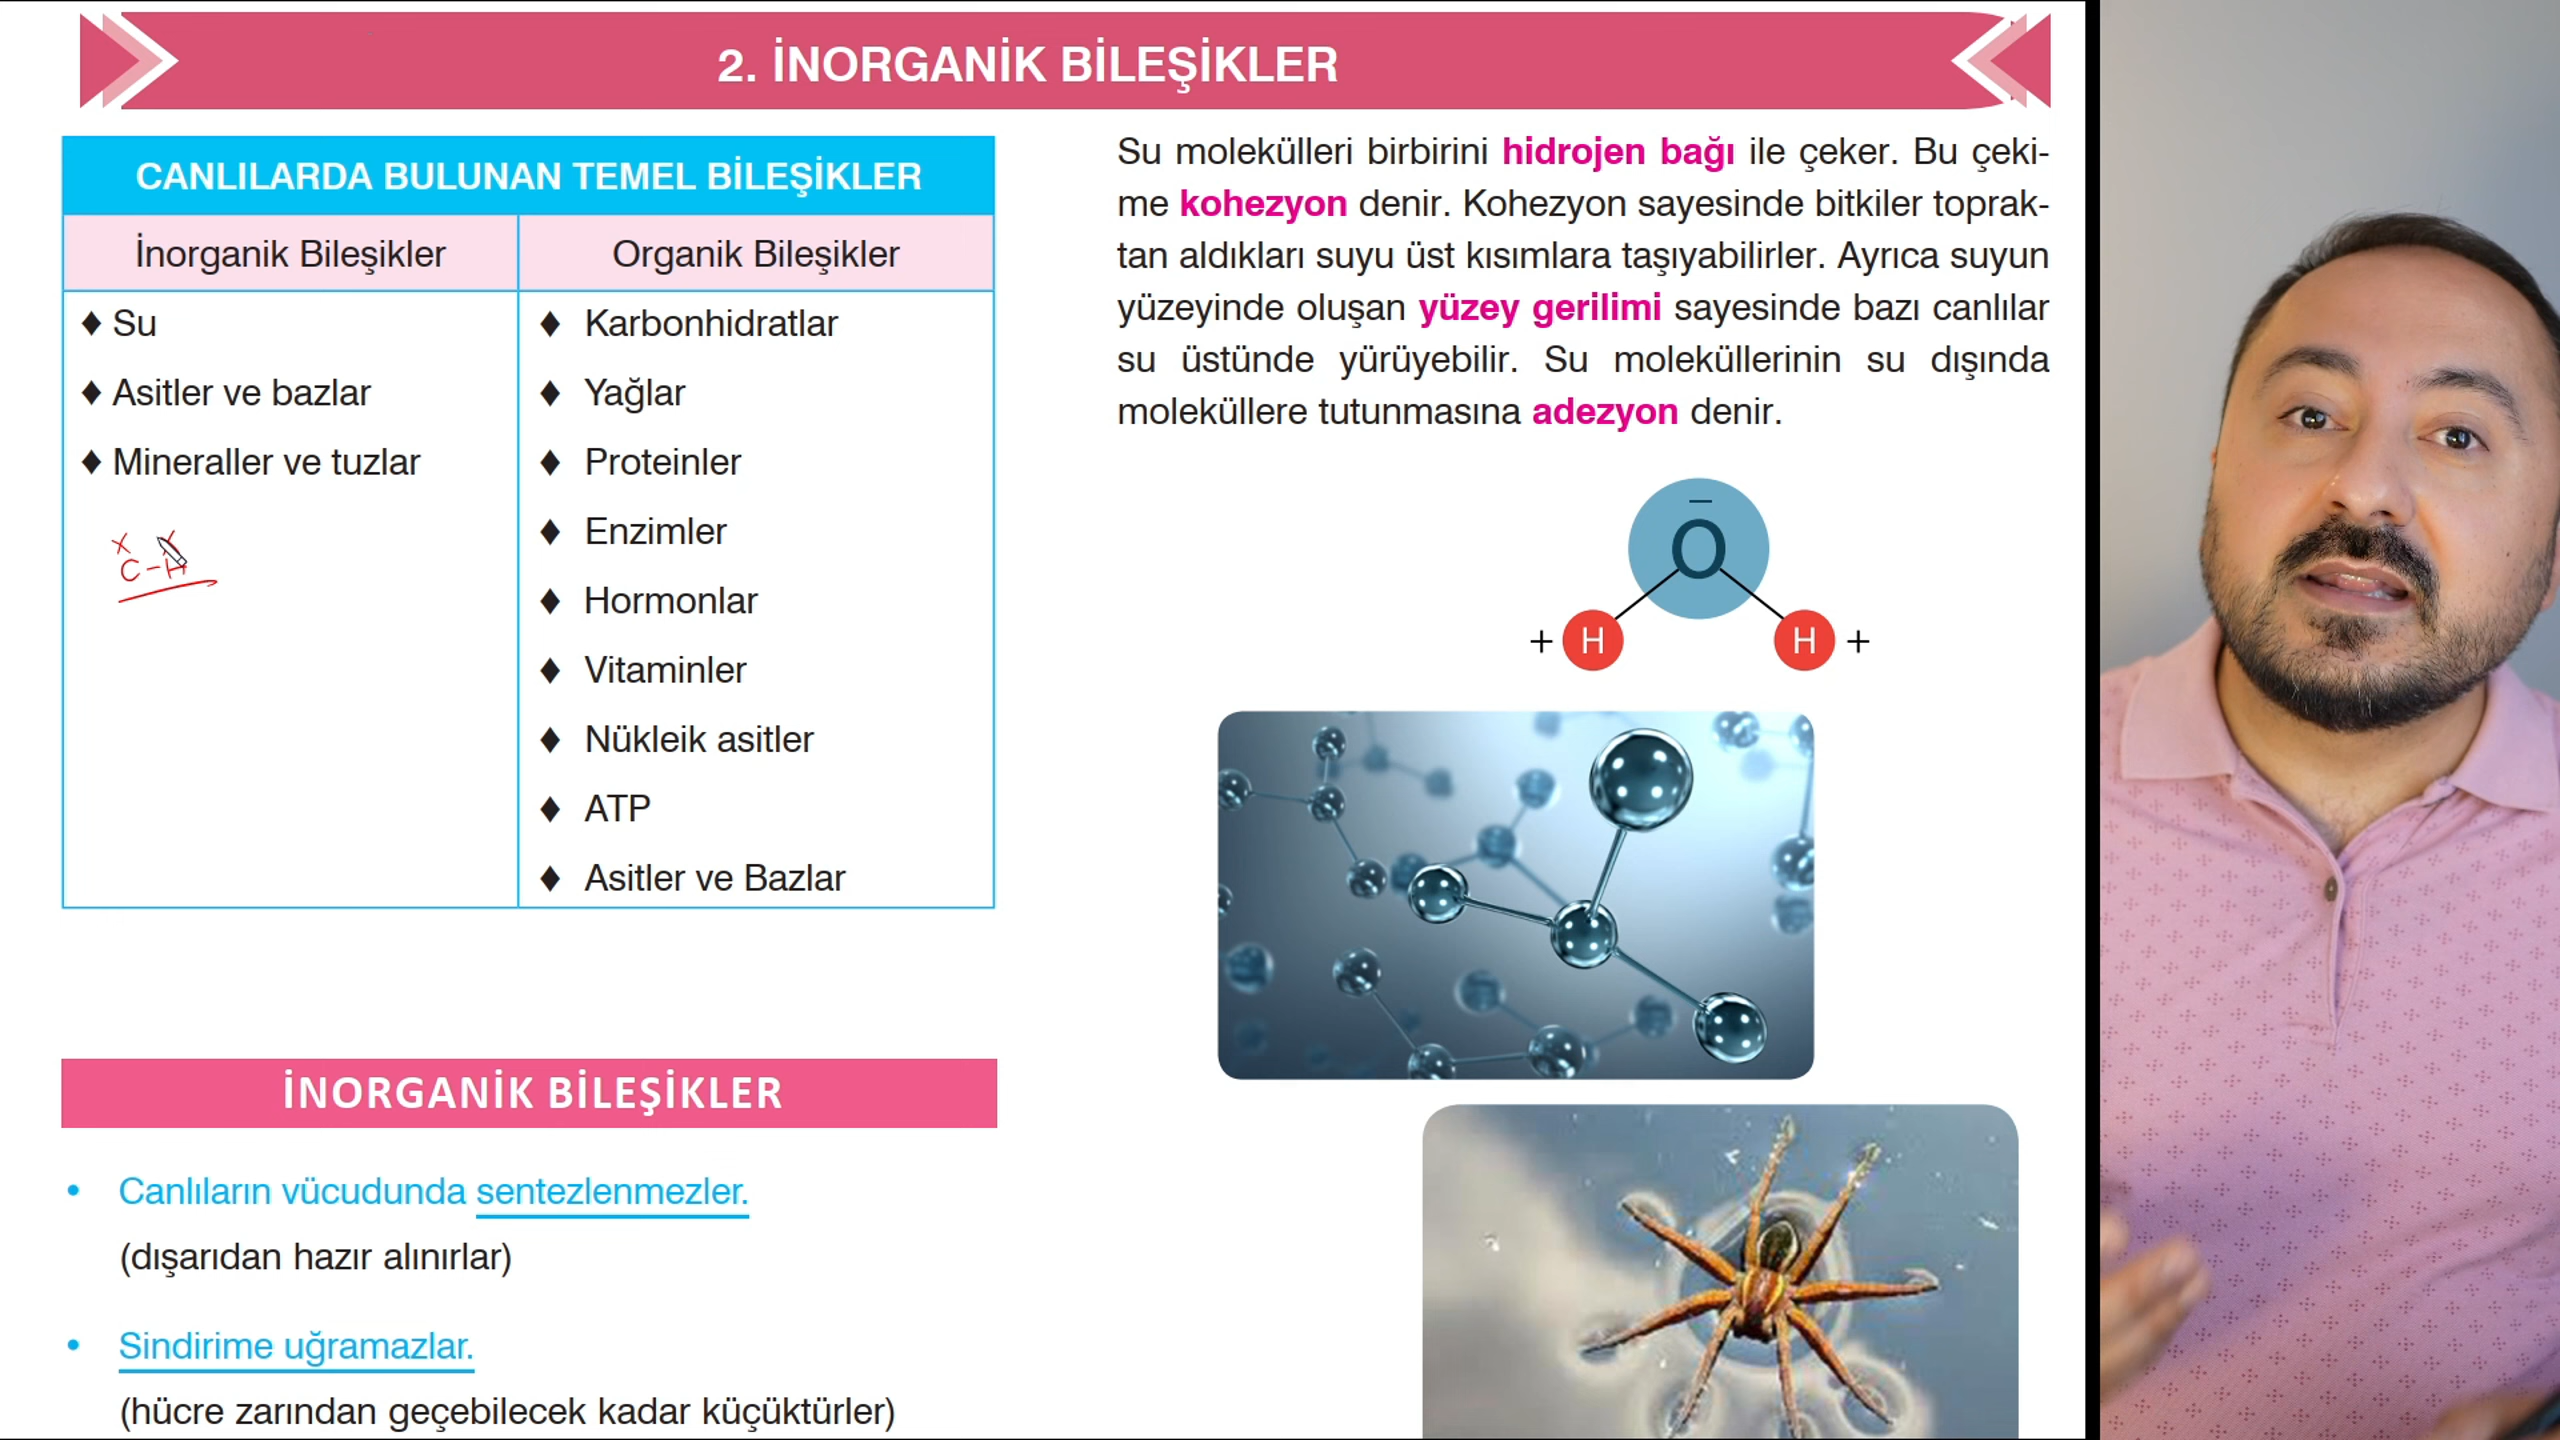 2. İNORGANİK BİLEŞİKLER
CANLILARDA BULUNAN TEMEL BİLEŞİKLER
İnorganik Bileşikler
Organik Bileşikler
♦ Su
♦ Asitler ve bazlar
♦ Mineraller ve tuzlar
x x
C-H
♦ Karbonhidratlar
♦ Yağlar
♦ Proteinler
♦ Enzimler
♦ Hormonlar
♦ Vitaminler
♦ Nükleik asitler
♦ ATP
♦ Asitler ve Bazlar
İNORGANİK BİLEŞİKLER
• Canlıların vücudunda sentezlenmezler.
(dışarıdan hazır alınırlar)
• Sindirime uğramazlar.
(hücre zarından geçebilecek kadar küçüktürler)
Su molekülleri birbirini hidrojen bağı ile çeker. Bu çeki-
me kohezyon denir. Kohezyon sayesinde bitkiler toprak-
tan aldıkları suyu üst kısımlara taşıyabilirler. Ayrıca suyun
yüzeyinde oluşan yüzey gerilimi sayesinde bazı canlılar
su üstünde yürüyebilir. Su moleküllerinin su dışında
moleküllere tutunmasına adezyon denir.
–
O
+ H H +